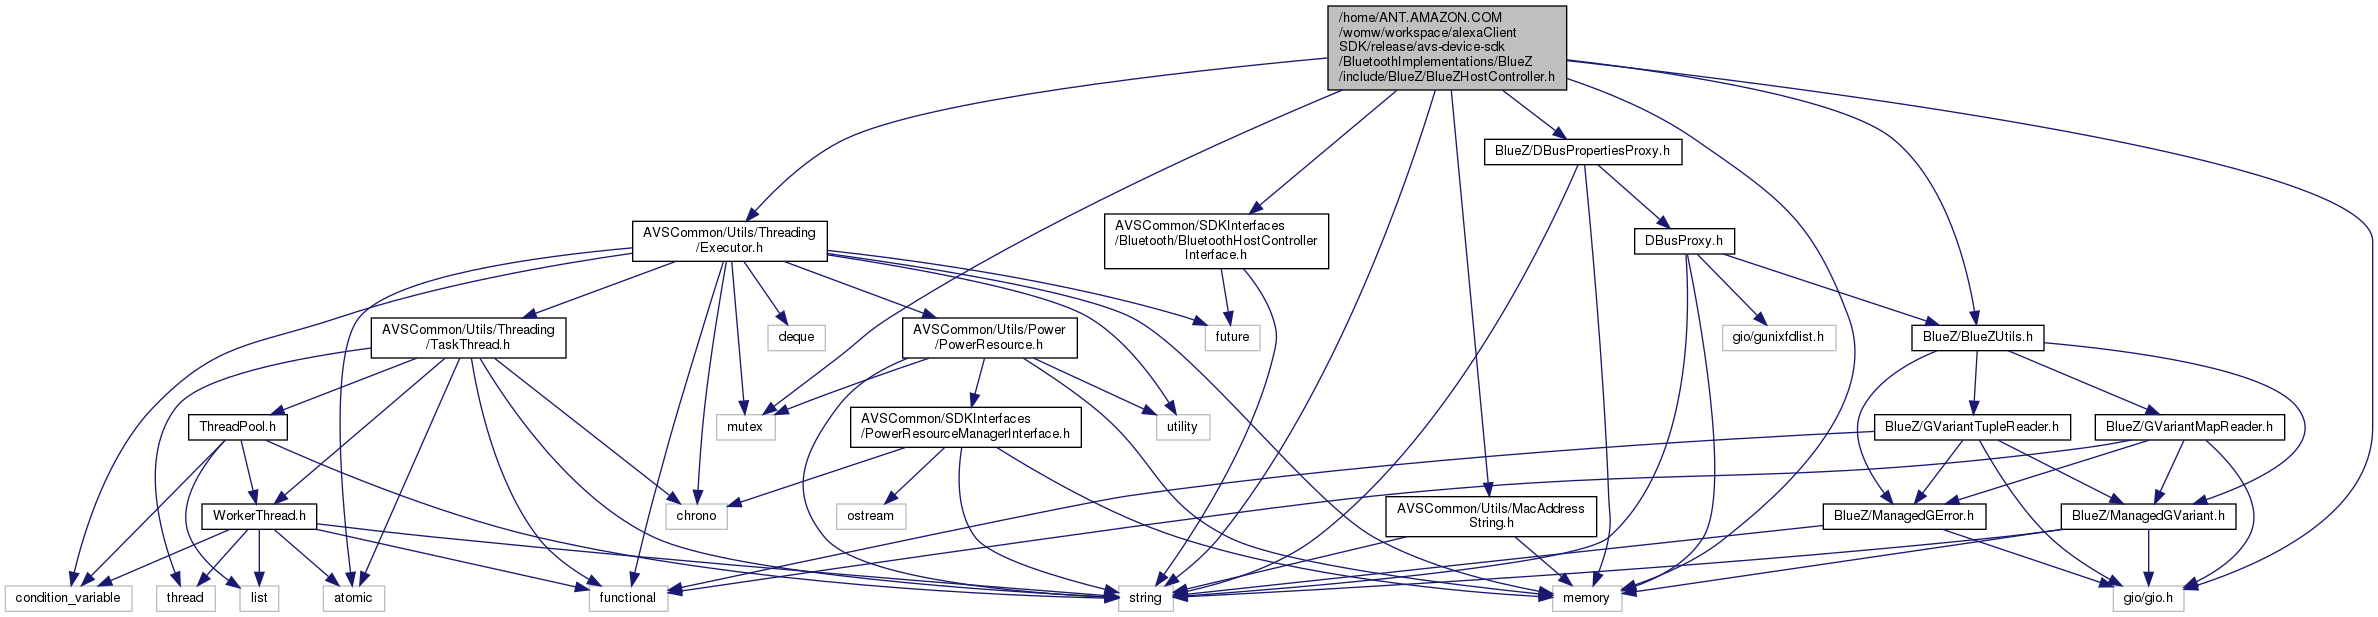 /home/ANT.AMAZON.COM
/womw/workspace/alexaClient
SDK/release/avs-device-sdk
/BluetoothImplementations/BlueZ
/include/BlueZ/BlueZHostController.h
BlueZ/DBusPropertiesProxy.h
AVSCommon/Utils/Threading
/Executor.h
AVSCommon/SDKInterfaces
/Bluetooth/BluetoothHostController
Interface.h
DBusProxy.h
AVSCommon/Utils/Threading
/TaskThread.h
deque
AVSCommon/Utils/Power
/PowerResource.h
future
gio/gunixfdlist.h
BlueZ/BlueZUtils.h
ThreadPool.h
mutex
AVSCommon/SDKInterfaces
/PowerResourceManagerInterface.h
utility
BlueZ/GVariantTupleReader.h
BlueZ/GVariantMapReader.h
WorkerThread.h
chrono
ostream
AVSCommon/Utils/MacAddress
String.h
BlueZ/ManagedGError.h
BlueZ/ManagedGVariant.h
condition_variable
thread
list
atomic
functional
string
memory
gio/gio.h